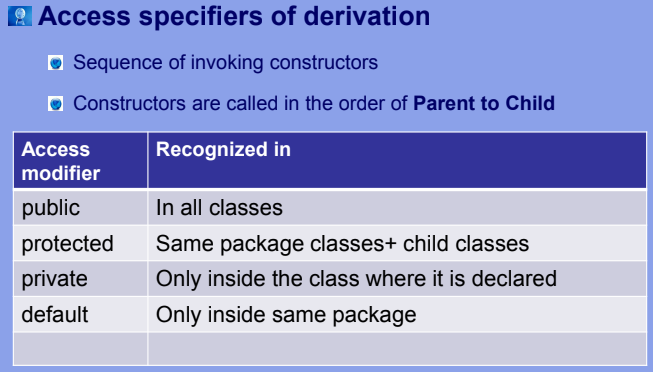 Access specifiers of derivation
Sequence of invoking constructors
Constructors are called in the order of Parent to Child
Access modifier Recognized in
public In all classes
protected Same package classes+ child classes
private Only inside the class where it is declared
default Only inside same package